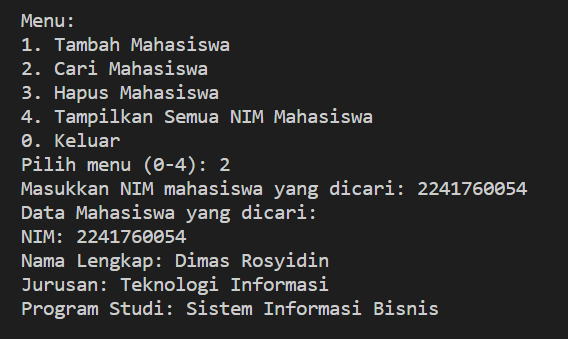 Menu:
1. Tambah Mahasiswa
2. Cari Mahasiswa
3. Hapus Mahasiswa
4. Tampilkan Semua NIM Mahasiswa
0. Keluar
Pilih menu (0-4): 2
Masukkan NIM mahasiswa yang dicari: 2241760054
Data Mahasiswa yang dicari:
NIM: 2241760054
Nama Lengkap: Dimas Rosyidin
Jurusan: Teknologi Informasi
Program Studi: Sistem Informasi Bisnis